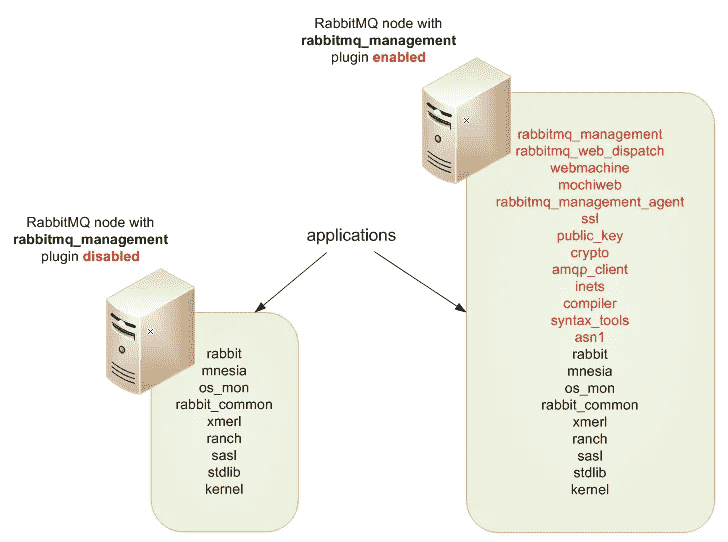 RabbitMQ node with
rabbitmq_management
plugin enabled
rabbitmq_management
rabbitmq_web_dispatch
webmachine
mochiweb
rabbitmq_management_agent
ssl
public_key
crypto
amqp_client
inets
compiler
syntax_tools
asn1
rabbit
mnesia
os_mon
rabbit_common
xmerl
ranch
sasl
stdlib
kernel
applications
RabbitMQ node with
rabbitmq_management
plugin disabled
rabbit
mnesia
os_mon
rabbit_common
xmerl
ranch
sasl
stdlib
kernel